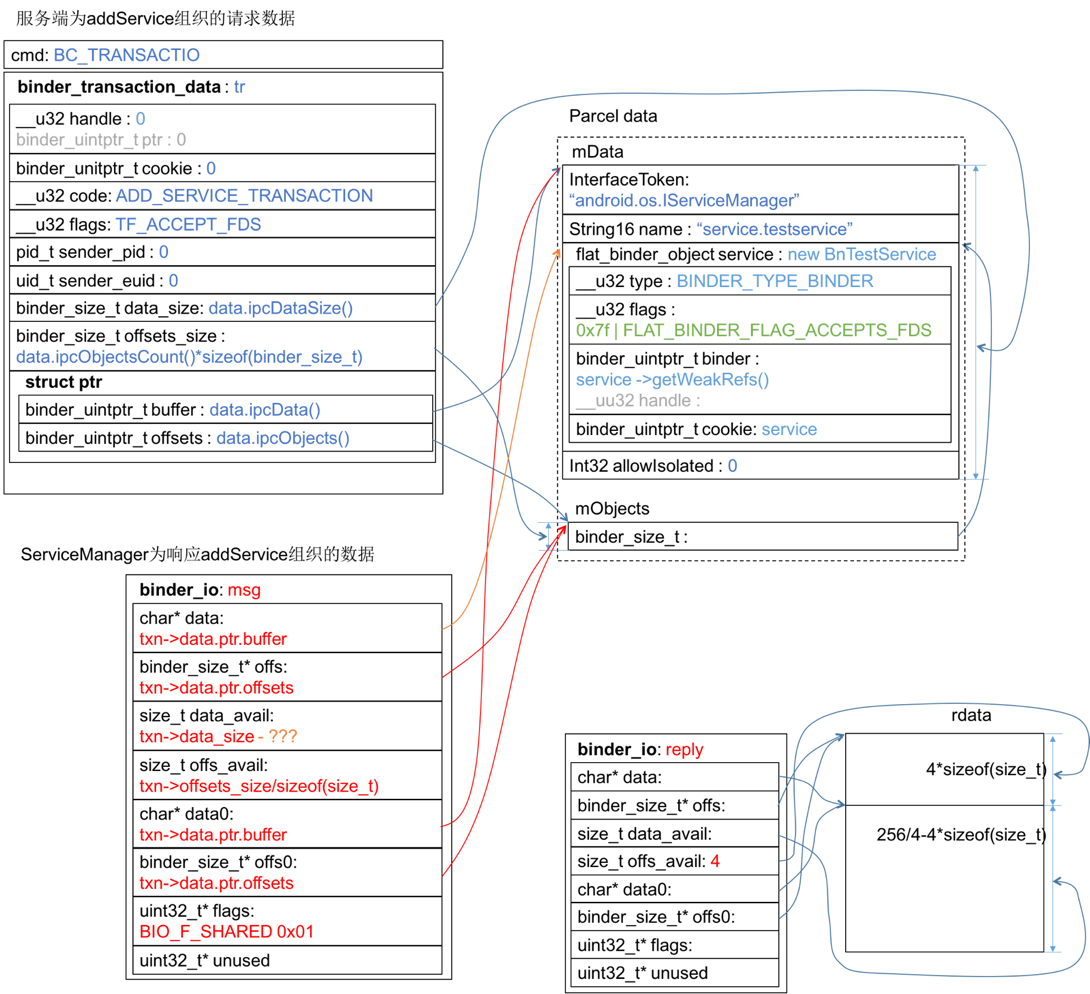 服务端为addService组织的请求数据
cmd: BC_TRANSACTIO
binder_transaction_data : tr
__u32 handle : 0
binder_uintptr_t ptr : 0
binder_unitptr_t cookie : 0
__u32 code: ADD_SERVICE_TRANSACTION
__u32 flags: TF_ACCEPT_FDS
pid_t sender_pid : 0
uid_t sender_euid : 0
binder_size_t data_size: data.ipcDataSize()
binder_size_t offsets_size :
data.ipcObjectsCount()*sizeof(binder_size_t)
struct ptr
binder_uintptr_t buffer : data.ipcData()
binder_uintptr_t offsets : data.ipcObjects()
Parcel data
mData
InterfaceToken:
“android.os.IServiceManager”
String16 name : “service.testservice”
flat_binder_object service : new BnTestService
__u32 type : BINDER_TYPE_BINDER
__u32 flags :
0x7f | FLAT_BINDER_FLAG_ACCEPTS_FDS
binder_uintptr_t binder :
service ->getWeakRefs()
__uu32 handle :
binder_uintptr_t cookie: service
Int32 allowIsolated : 0
mObjects
binder_size_t :
ServiceManager为响应addService组织的数据
binder_io: msg
char* data:
txn->data.ptr.buffer
binder_size_t* offs:
txn->data.ptr.offsets
size_t data_avail:
txn->data_size - ???
size_t offs_avail:
txn->offsets_size/sizeof(size_t)
char* data0:
txn->data.ptr.buffer
binder_size_t* offs0:
txn->data.ptr.offsets
uint32_t* flags:
BIO_F_SHARED 0x01
uint32_t* unused
binder_io: reply
char* data:
binder_size_t* offs:
size_t data_avail:
size_t offs_avail: 4
char* data0:
binder_size_t* offs0:
uint32_t* flags:
uint32_t* unused
rdata
4*sizeof(size_t)
256/4-4*sizeof(size_t)